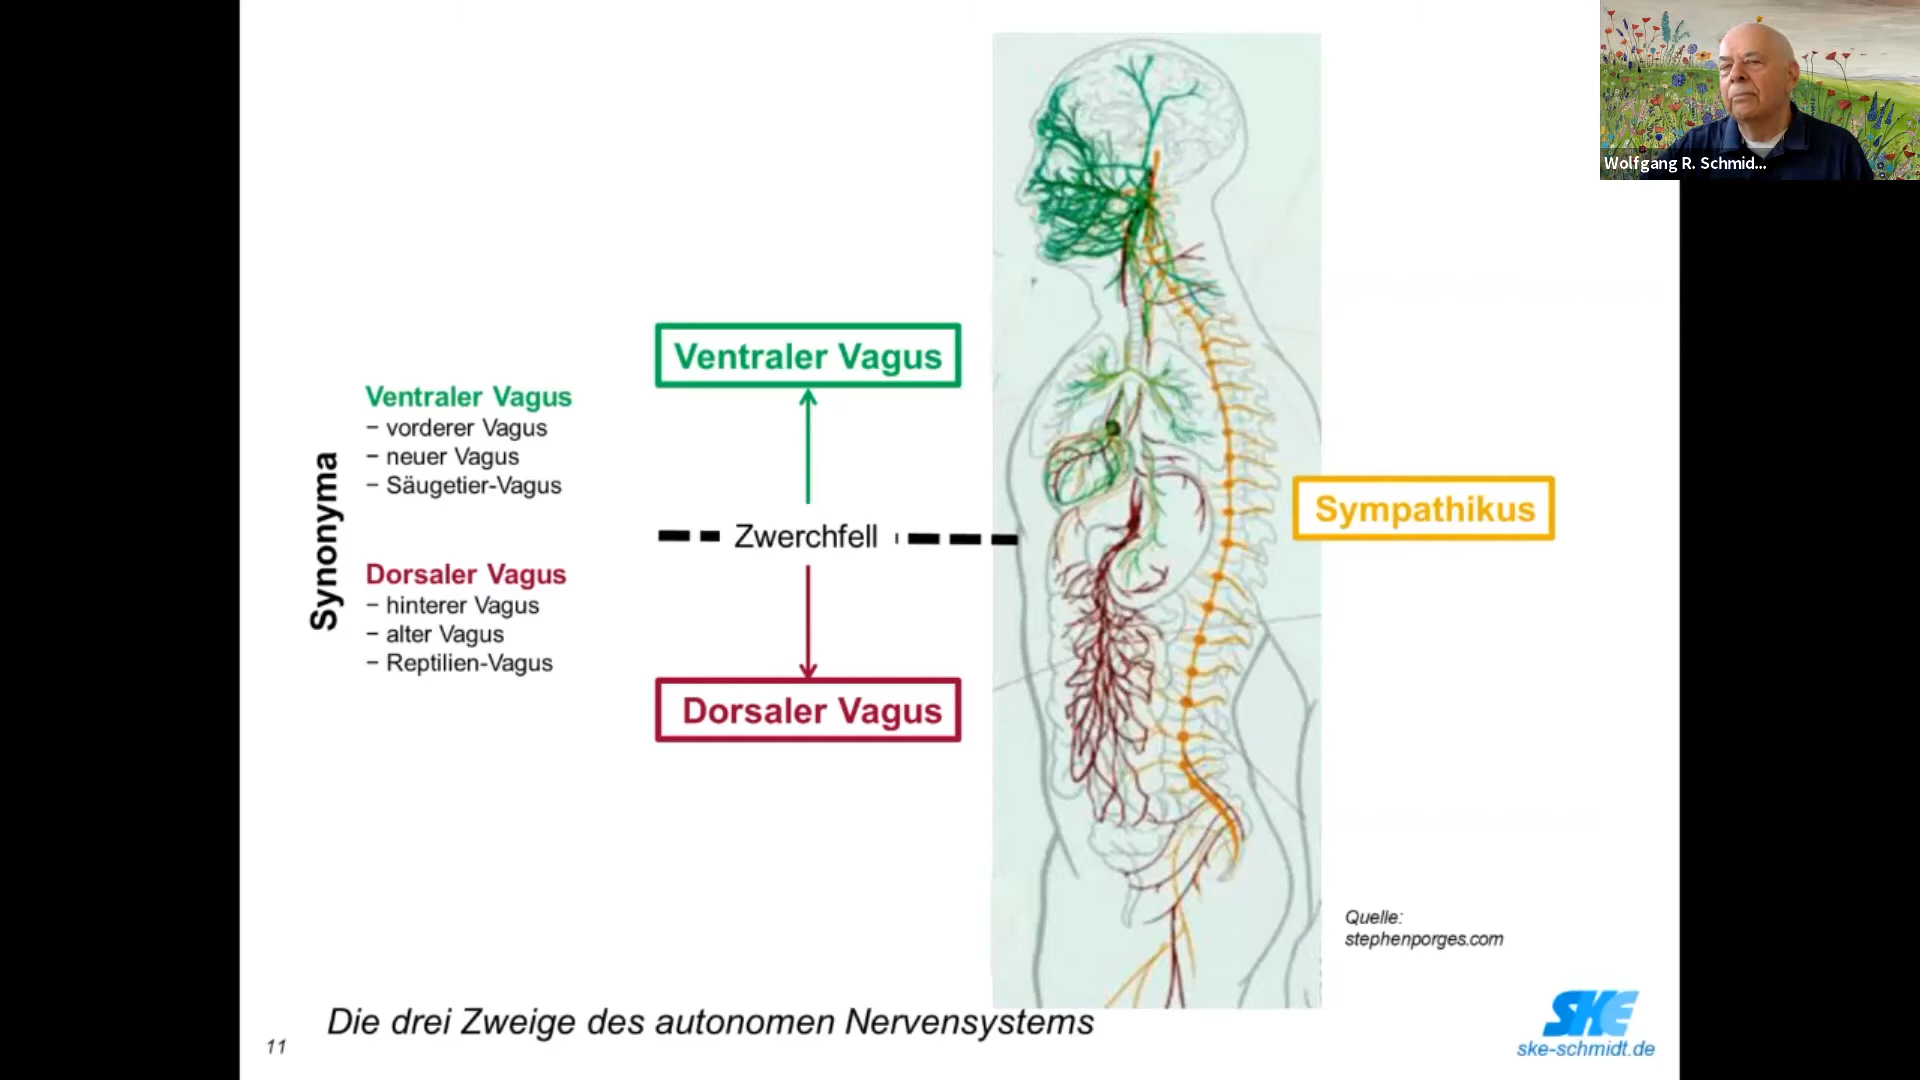 Wolfgang R. Schmid...
Ventraler Vagus
Synonyma
Ventraler Vagus
− vorderer Vagus
− neuer Vagus
− Säugetier-Vagus
Zwerchfell
Sympathikus
Dorsaler Vagus
− hinterer Vagus
− alter Vagus
− Reptilien-Vagus
Dorsaler Vagus
Quelle:
stephenporges.com
Die drei Zweige des autonomen Nervensystems
11
SKE
ske-schmidt.de